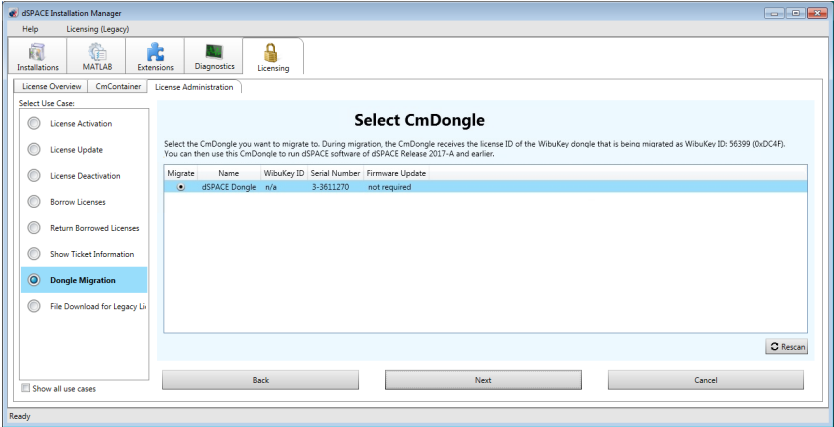 dSPACE Installation Manager
Help Licensing (Legacy)
Installations MATLAB Extensions Diagnostics Licensing
License Overview CmContainer License Administration
Select Use Case:
License Activation
License Update
License Deactivation
Borrow Licenses
Return Borrowed Licenses
Show Ticket Information
Dongle Migration
File Download for Legacy Li
Show all use cases
Select CmDongle
Select the CmDongle you want to migrate to. During migration, the CmDongle receives the license ID of the WibuKey dongle that is being migrated as WibuKey ID: 56399 (0xDC4F).
You can then use this CmDongle to run dSPACE software of dSPACE Release 2017-A and earlier.
Migrate Name WibuKey ID Serial Number Firmware Update
dSPACE Dongle n/a 3-3611270 not required
Rescan
Back Next Cancel
Ready